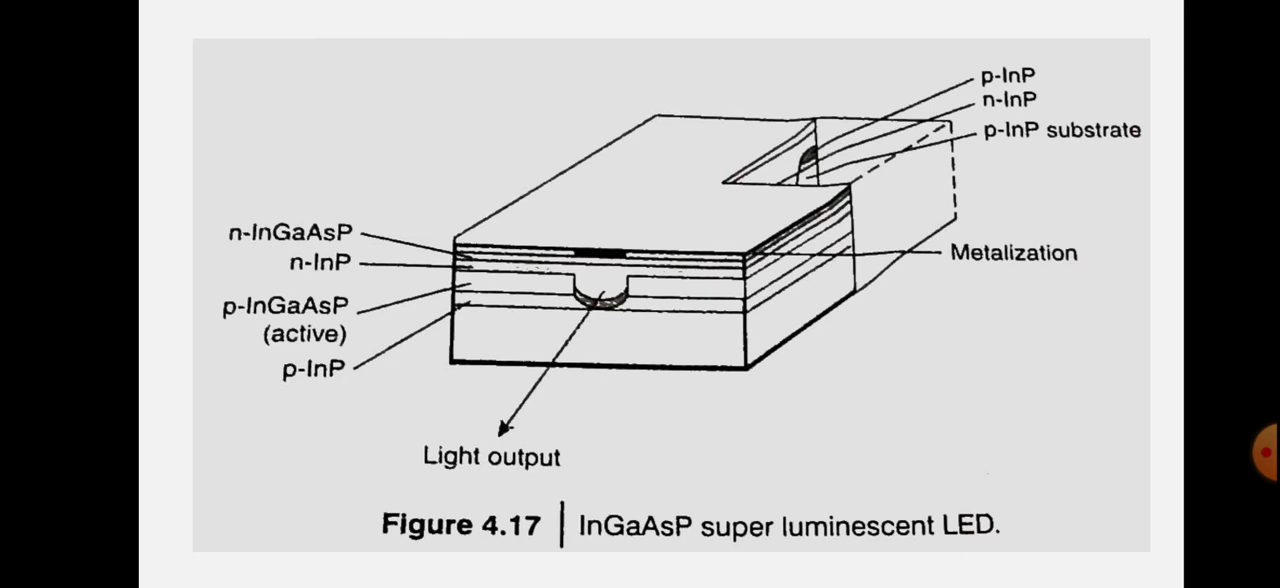 p-InP
n-InP
p-InP substrate
n-InGaAsP
n-InP
Metalization
p-InGaAsP
(active)
p-InP
Light output
Figure 4.17 | InGaAsP super luminescent LED.